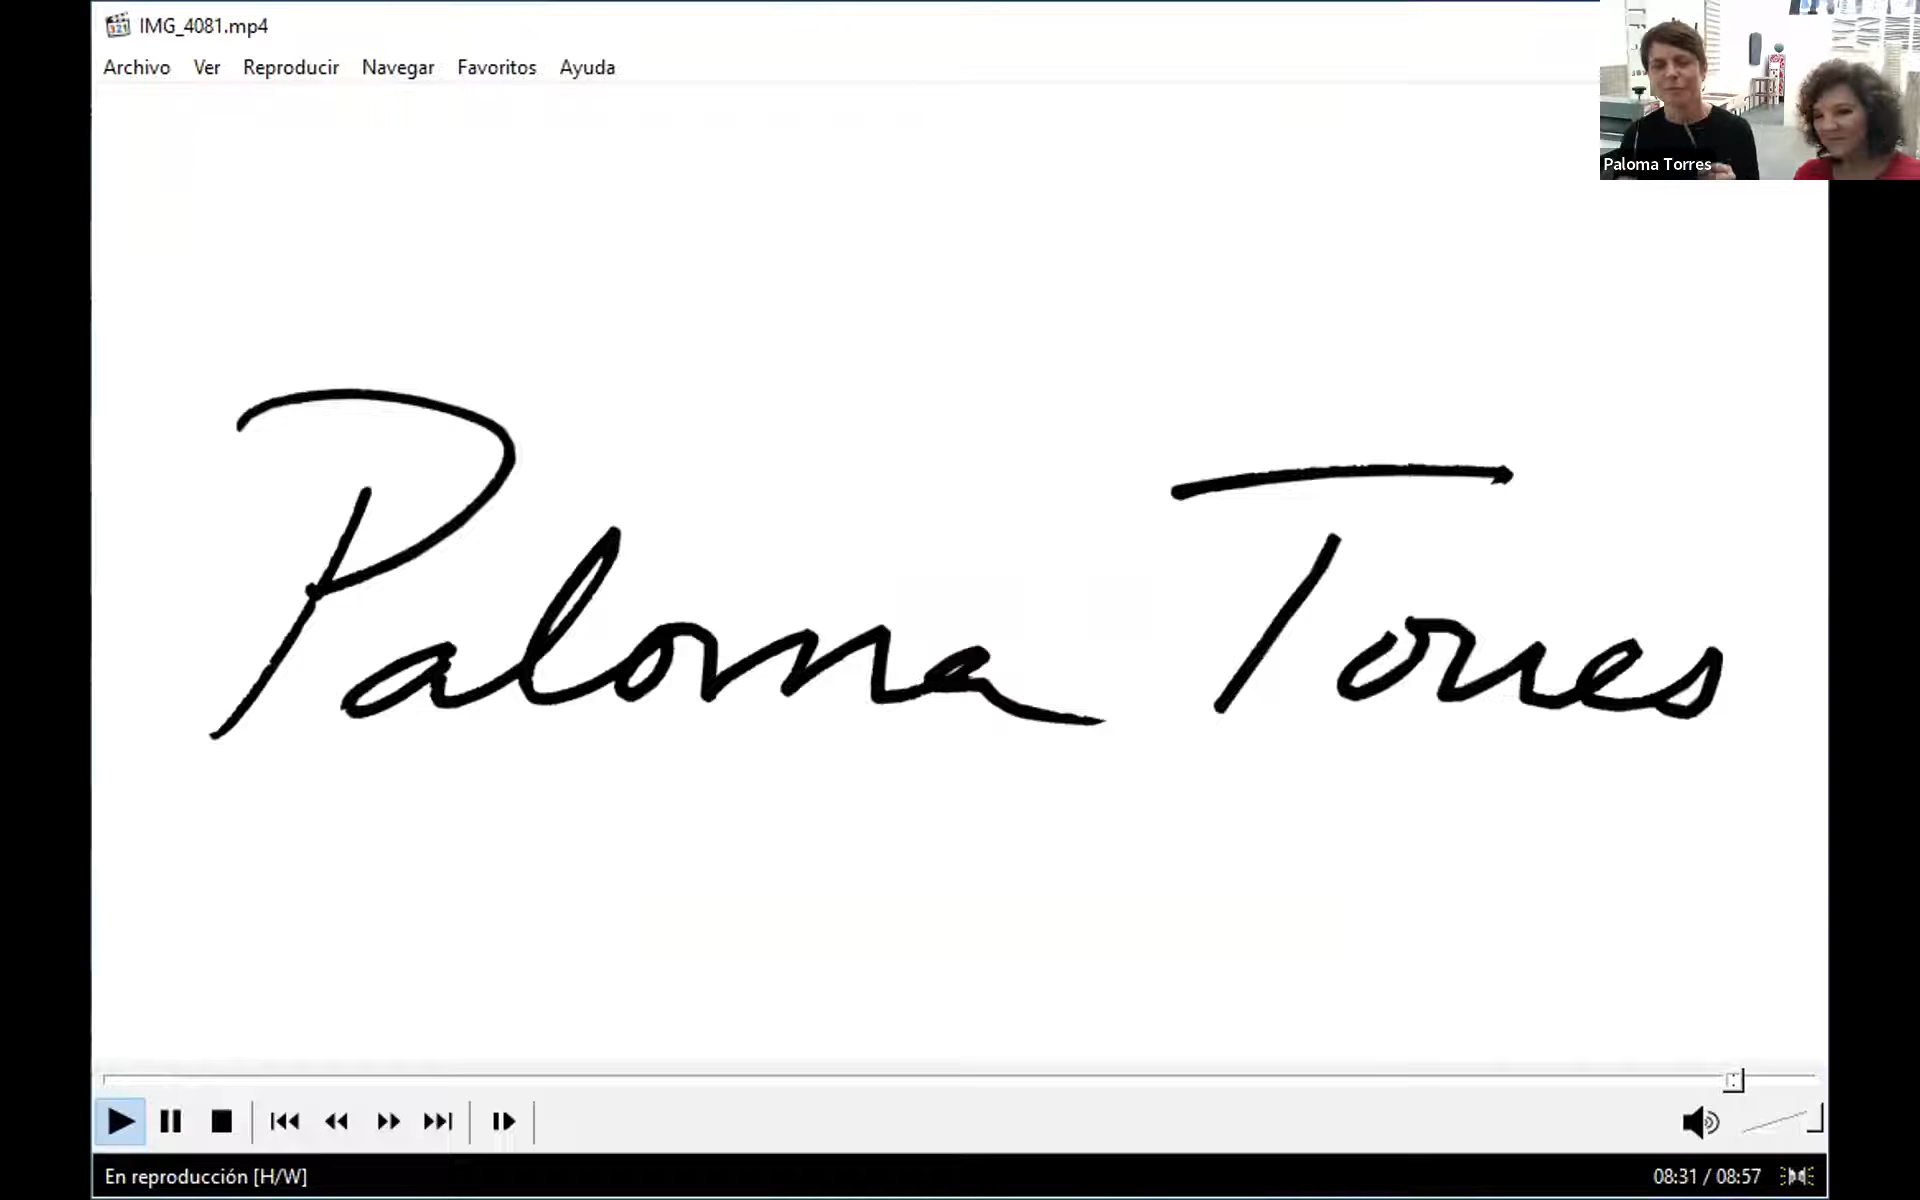 IMG_4081.mp4
Archivo Ver Reproducir Navegar Favoritos Ayuda
Paloma Torres
Paloma Torres
En reproducción [H/W]
08:31 / 08:57